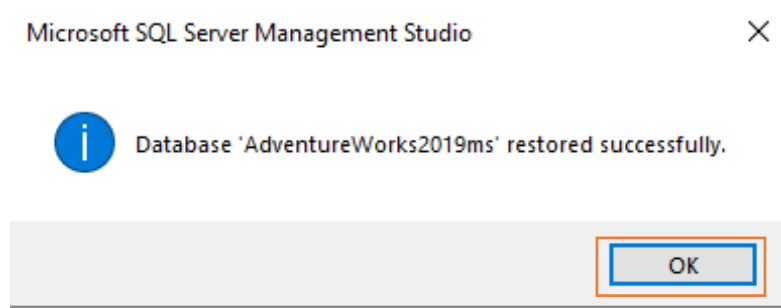 Microsoft SQL Server Management Studio
Database 'AdventureWorks2019ms' restored successfully.
OK